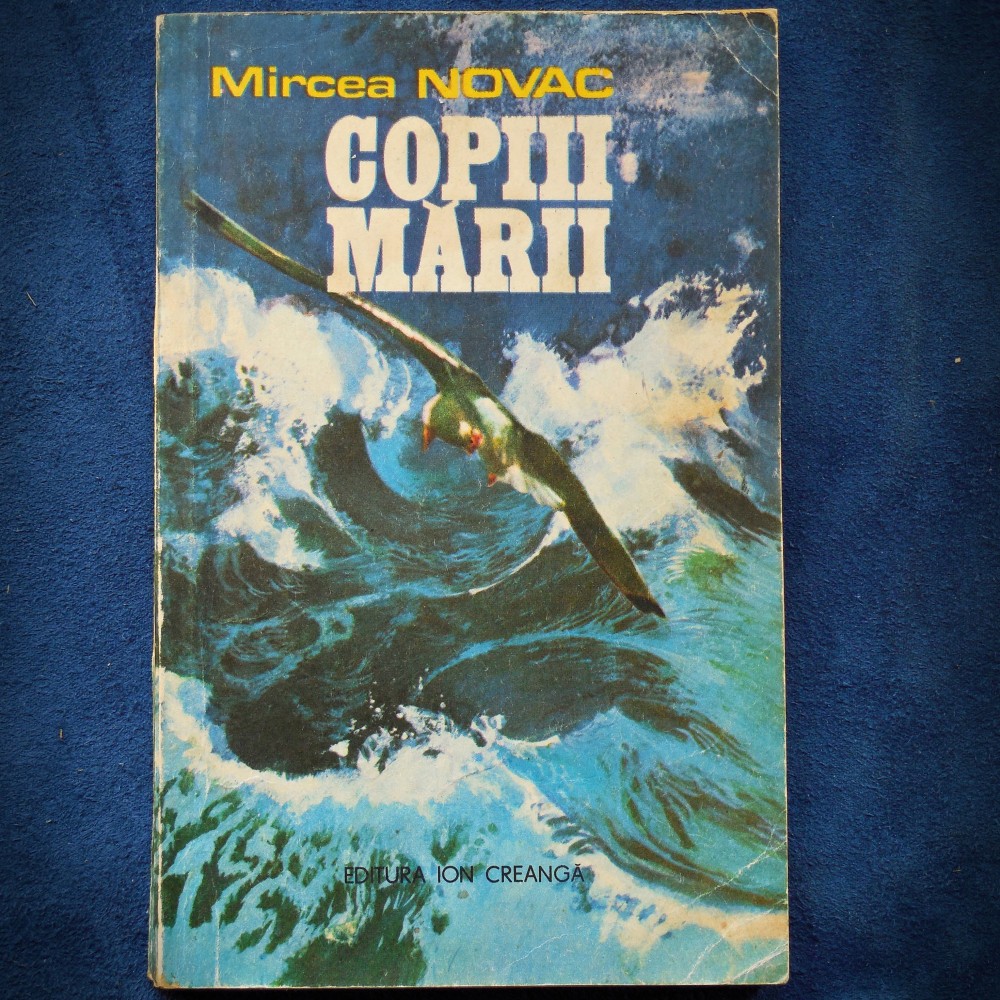 Mircea NOVAC
COPIII
MĂRII
EDITURA ION CREANGĂ